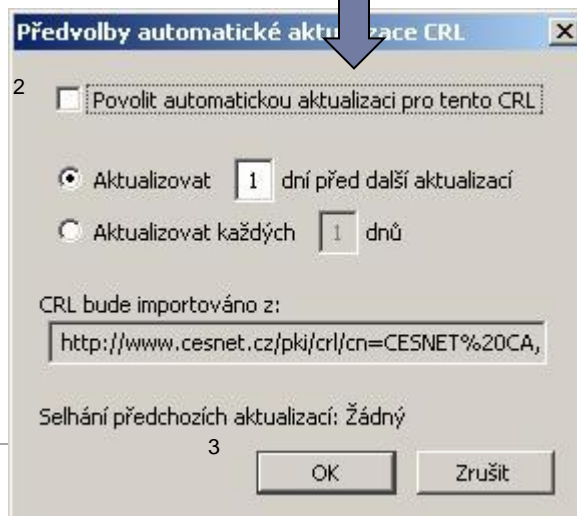 Předvolby automatické aktualizace CRL
2
Povolit automatickou aktualizaci pro tento CRL
Aktualizovat 1 dní před další aktualizací
Aktualizovat každých 1 dnů
CRL bude importováno z:
http://www.cesnet.cz/pki/crl/cn=CESNET%20CA,
Selhání předchozích aktualizací: Žádný
3
OK Zrušit